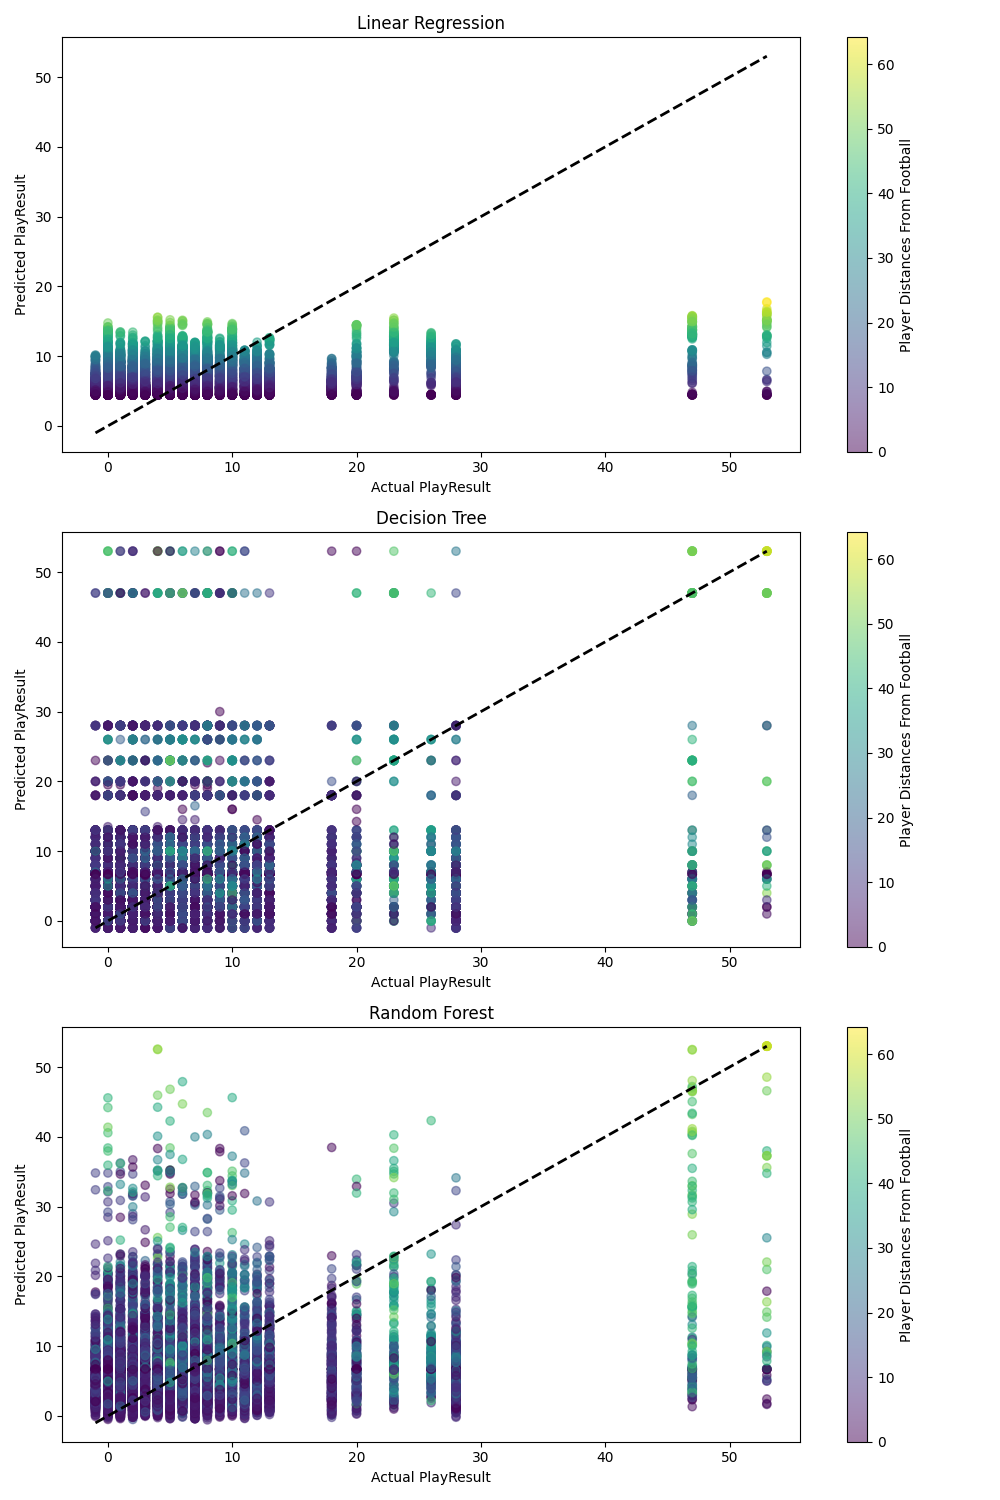 Linear Regression
Predicted PlayResult
50
40
30
20
10
0
0 10 20 30 40 50
Actual PlayResult
60
50
40
30
20
10
0
Player Distances From Football
Decision Tree
Predicted PlayResult
50
40
30
20
10
0
0 10 20 30 40 50
Actual PlayResult
60
50
40
30
20
10
0
Player Distances From Football
Random Forest
Predicted PlayResult
50
40
30
20
10
0
0 10 20 30 40 50
Actual PlayResult
60
50
40
30
20
10
0
Player Distances From Football